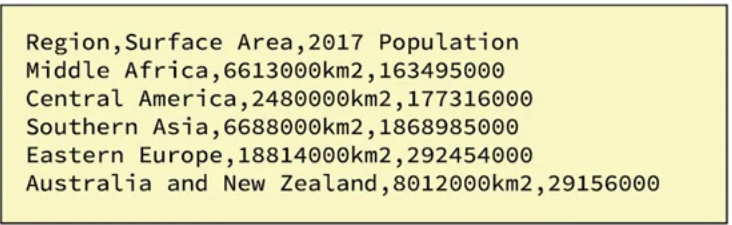 Region,Surface Area,2017 Population
Middle Africa,6613000km2,163495000
Central America,2480000km2,177316000
Southern Asia,6688000km2,1868985000
Eastern Europe,18814000km2,292454000
Australia and New Zealand,8012000km2,29156000